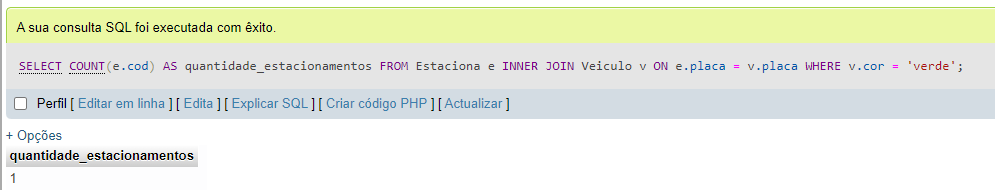 A sua consulta SQL foi executada com êxito.
SELECT COUNT(e.cod) AS quantidade_estacionamentos FROM Estaciona e INNER JOIN Veiculo v ON e.placa = v.placa WHERE v.cor = 'verde';
Perfil [ Editar em linha ] [ Edita ] [ Explicar SQL ] [ Criar código PHP ] [ Actualizar ]
+ Opções
quantidade_estacionamentos
1